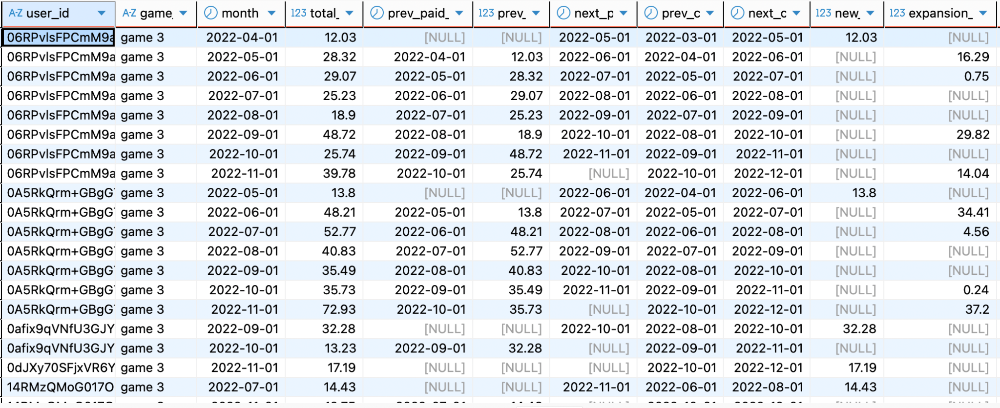 A-Z user_id A-Z game_ month 123 total_ prev_paid_ 123 prev_ next_p prev_c next_c 123 new_ 123 expansion_
06RPvlsFPCmM9a game 3 2022-04-01 12.03 [NULL] [NULL] 2022-05-01 2022-03-01 2022-05-01 12.03 [NULL]
06RPvlsFPCmM9a game 3 2022-05-01 28.32 2022-04-01 12.03 2022-06-01 2022-04-01 2022-06-01 [NULL] 16.29
06RPvlsFPCmM9a game 3 2022-06-01 29.07 2022-05-01 28.32 2022-07-01 2022-05-01 2022-07-01 [NULL] 0.75
06RPvlsFPCmM9a game 3 2022-07-01 25.23 2022-06-01 29.07 2022-08-01 2022-06-01 2022-08-01 [NULL] [NULL]
06RPvlsFPCmM9a game 3 2022-08-01 18.9 2022-07-01 25.23 2022-09-01 2022-07-01 2022-09-01 [NULL] [NULL]
06RPvlsFPCmM9a game 3 2022-09-01 48.72 2022-08-01 18.9 2022-10-01 2022-08-01 2022-10-01 [NULL] 29.82
06RPvlsFPCmM9a game 3 2022-10-01 25.74 2022-09-01 48.72 2022-11-01 2022-09-01 2022-11-01 [NULL] [NULL]
06RPvlsFPCmM9a game 3 2022-11-01 39.78 2022-10-01 25.74 [NULL] 2022-10-01 2022-12-01 [NULL] 14.04
0A5RkQrm+GBgG game 3 2022-05-01 13.8 [NULL] [NULL] 2022-06-01 2022-04-01 2022-06-01 13.8 [NULL]
0A5RkQrm+GBgG game 3 2022-06-01 48.21 2022-05-01 13.8 2022-07-01 2022-05-01 2022-07-01 [NULL] 34.41
0A5RkQrm+GBgG game 3 2022-07-01 52.77 2022-06-01 48.21 2022-08-01 2022-06-01 2022-08-01 [NULL] 4.56
0A5RkQrm+GBgG game 3 2022-08-01 40.83 2022-07-01 52.77 2022-09-01 2022-07-01 2022-09-01 [NULL] [NULL]
0A5RkQrm+GBgG game 3 2022-09-01 35.49 2022-08-01 40.83 2022-10-01 2022-08-01 2022-10-01 [NULL] [NULL]
0A5RkQrm+GBgG game 3 2022-10-01 35.73 2022-09-01 35.49 2022-11-01 2022-09-01 2022-11-01 [NULL] 0.24
0A5RkQrm+GBgG game 3 2022-11-01 72.93 2022-10-01 35.73 [NULL] 2022-10-01 2022-12-01 [NULL] 37.2
0afix9qVNfU3GJY game 3 2022-09-01 32.28 [NULL] [NULL] 2022-10-01 2022-08-01 2022-10-01 32.28 [NULL]
0afix9qVNfU3GJY game 3 2022-10-01 13.23 2022-09-01 32.28 [NULL] 2022-09-01 2022-11-01 [NULL] [NULL]
0dJXy70SFjxVR6Y game 3 2022-11-01 17.19 [NULL] [NULL] [NULL] 2022-10-01 2022-12-01 17.19 [NULL]
14RMzQMoG017O game 3 2022-07-01 14.43 [NULL] [NULL] 2022-11-01 2022-06-01 2022-08-01 14.43 [NULL]